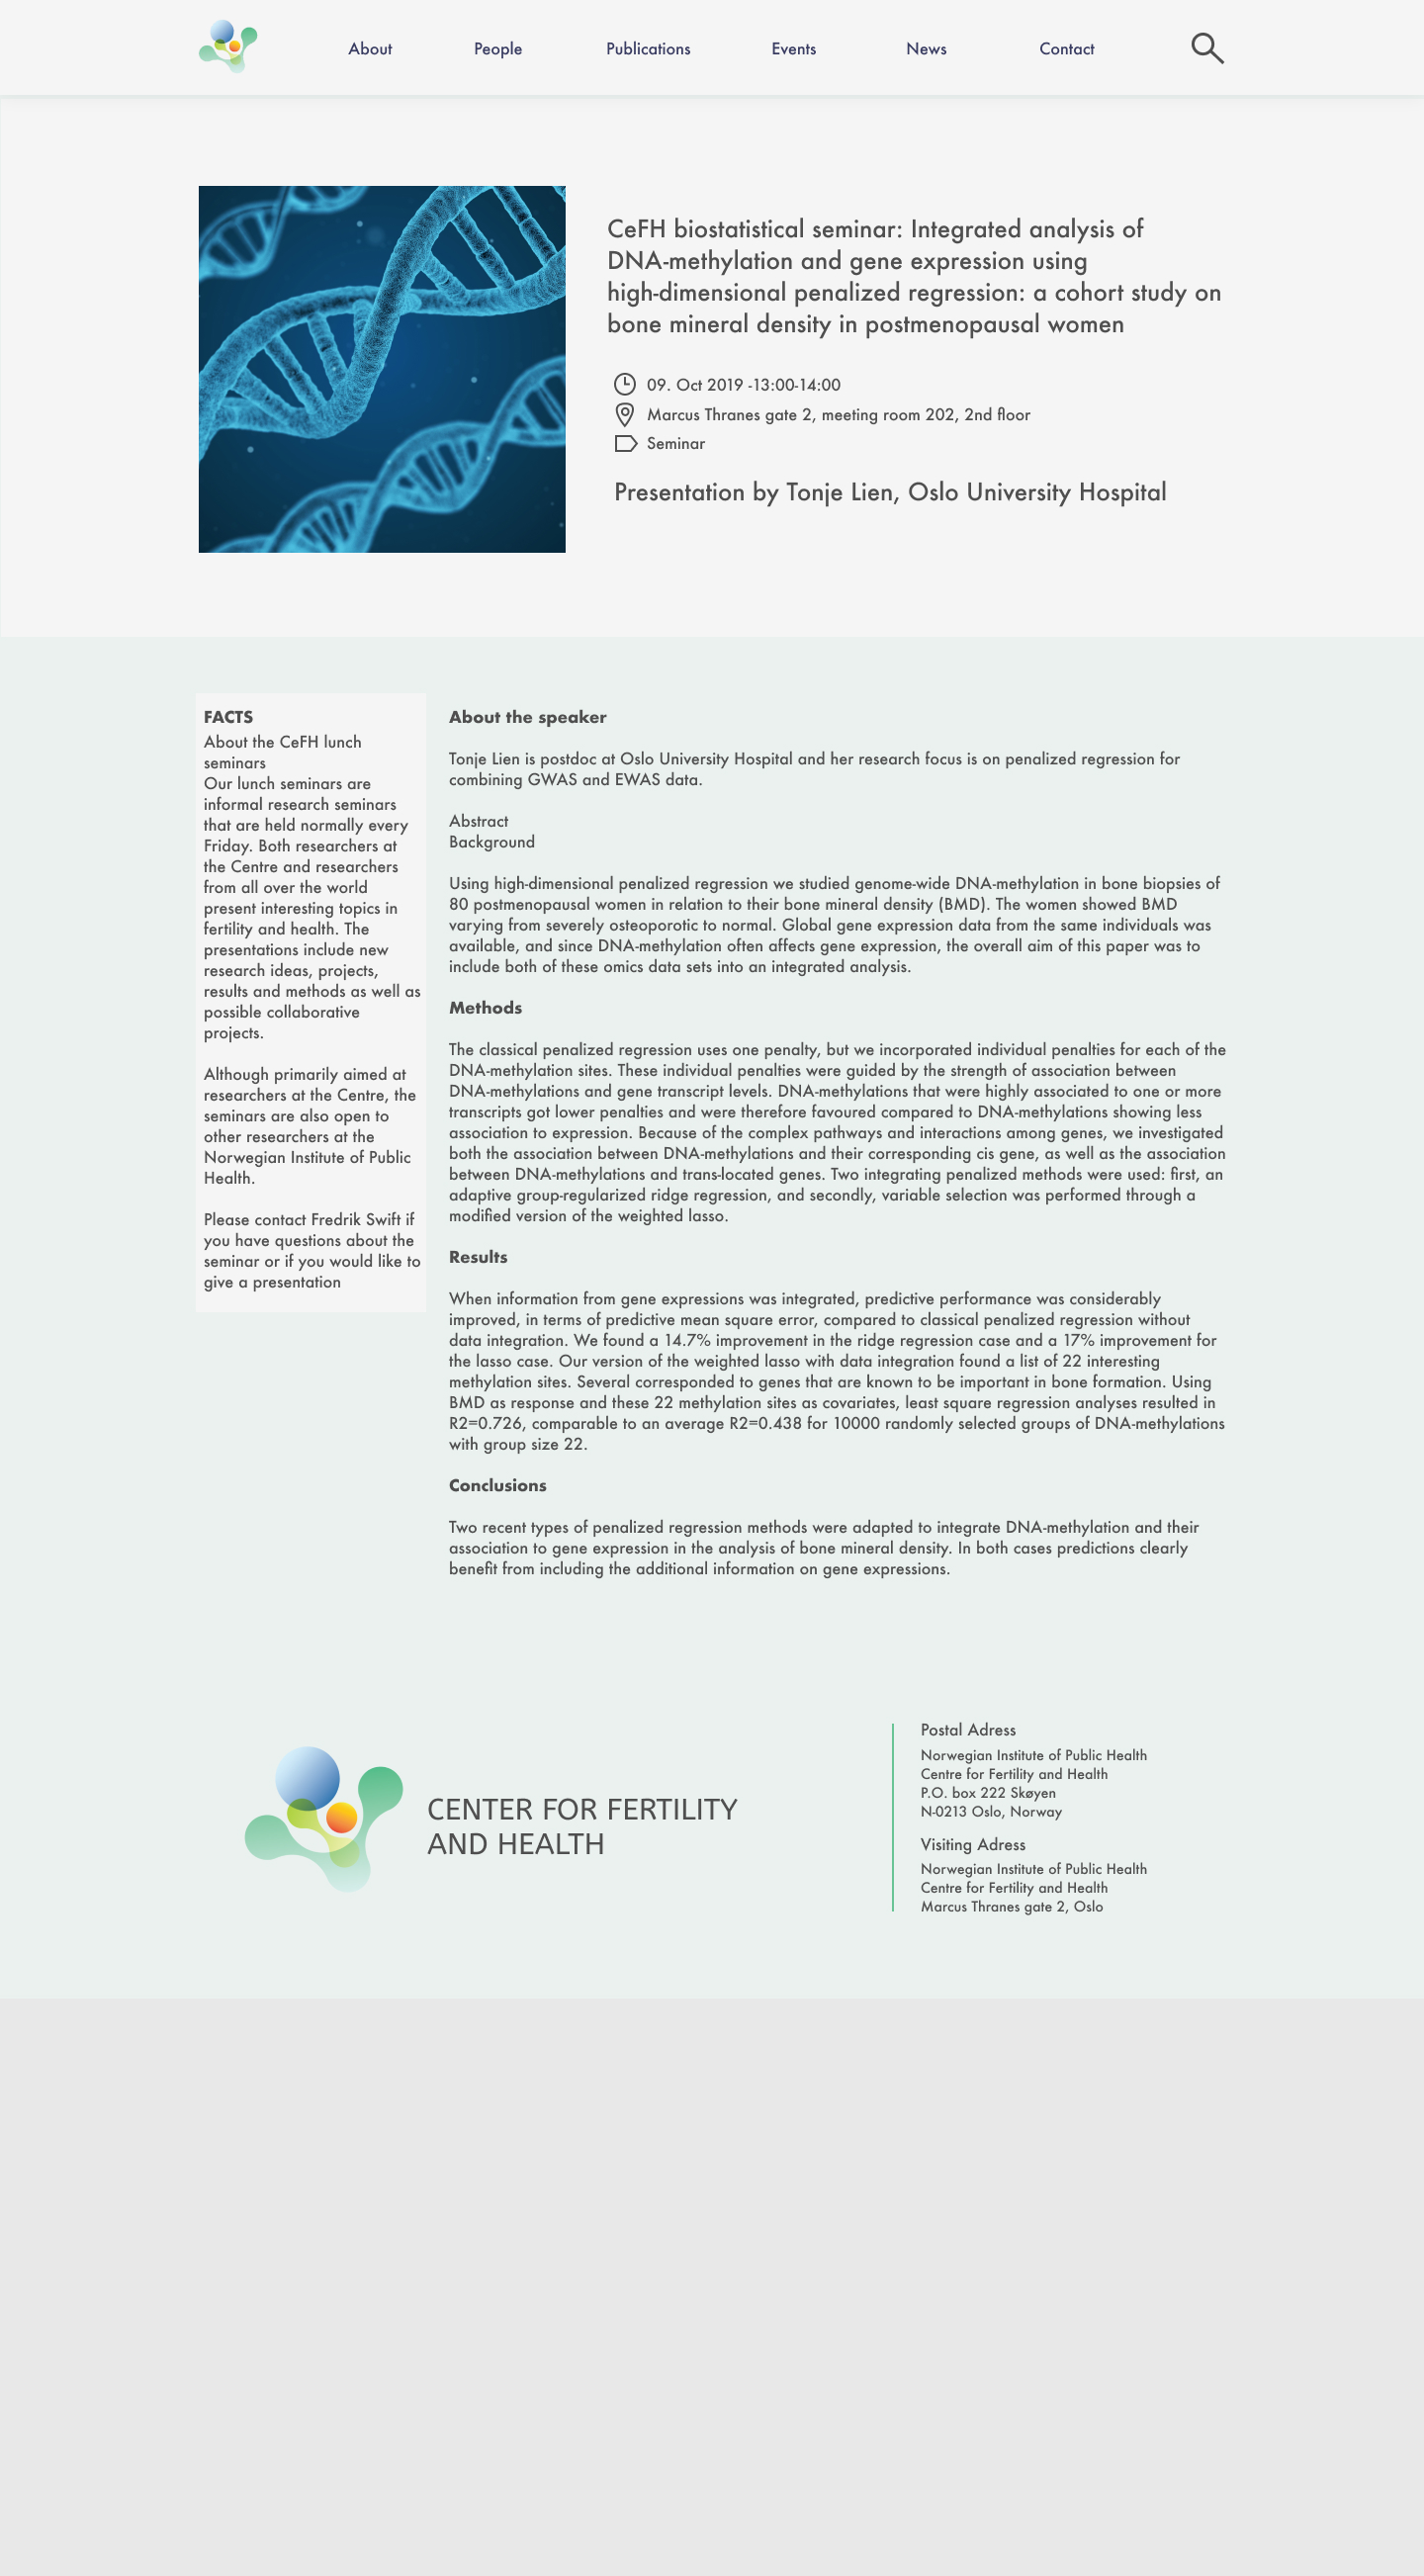 About
People
Publications
Events
News
Contact
CeFH biostatistical seminar: Integrated analysis of
DNA-methylation and gene expression using
high-dimensional penalized regression: a cohort study on
bone mineral density in postmenopausal women
09. Oct 2019 -13:00-14:00
Marcus Thranes gate 2, meeting room 202, 2nd floor
Seminar
Presentation by Tonje Lien, Oslo University Hospital
FACTS
About the CeFH lunch
seminars
Our lunch seminars are
informal research seminars
that are held normally every
Friday. Both researchers at
the Centre and researchers
from all over the world
present interesting topics in
fertility and health. The
presentations include new
research ideas, projects,
results and methods as well as
possible collaborative
projects.
Although primarily aimed at
researchers at the Centre, the
seminars are also open to
other researchers at the
Norwegian Institute of Public
Health.
Please contact Fredrik Swift if
you have questions about the
seminar or if you would like to
give a presentation
About the speaker
Tonje Lien is postdoc at Oslo University Hospital and her research focus is on penalized regression for
combining GWAS and EWAS data.
Abstract
Background
Using high-dimensional penalized regression we studied genome-wide DNA-methylation in bone biopsies of
80 postmenopausal women in relation to their bone mineral density (BMD). The women showed BMD
varying from severely osteoporotic to normal. Global gene expression data from the same individuals was
available, and since DNA-methylation often affects gene expression, the overall aim of this paper was to
include both of these omics data sets into an integrated analysis.
Methods
The classical penalized regression uses one penalty, but we incorporated individual penalties for each of the
DNA-methylation sites. These individual penalties were guided by the strength of association between
DNA-methylations and gene transcript levels. DNA-methylations that were highly associated to one or more
transcripts got lower penalties and were therefore favoured compared to DNA-methylations showing less
association to expression. Because of the complex pathways and interactions among genes, we investigated
both the association between DNA-methylations and their corresponding cis gene, as well as the association
between DNA-methylations and trans-located genes. Two integrating penalized methods were used: first, an
adaptive group-regularized ridge regression, and secondly, variable selection was performed through a
modified version of the weighted lasso.
Results
When information from gene expressions was integrated, predictive performance was considerably
improved, in terms of predictive mean square error, compared to classical penalized regression without
data integration. We found a 14.7% improvement in the ridge regression case and a 17% improvement for
the lasso case. Our version of the weighted lasso with data integration found a list of 22 interesting
methylation sites. Several corresponded to genes that are known to be important in bone formation. Using
BMD as response and these 22 methylation sites as covariates, least square regression analyses resulted in
R2=0.726, comparable to an average R2=0.438 for 10000 randomly selected groups of DNA-methylations
with group size 22.
Conclusions
Two recent types of penalized regression methods were adapted to integrate DNA-methylation and their
association to gene expression in the analysis of bone mineral density. In both cases predictions clearly
benefit from including the additional information on gene expressions.
CENTER FOR FERTILITY
AND HEALTH
Postal Adress
Norwegian Institute of Public Health
Centre for Fertility and Health
P.O. box 222 Skøyen
N-0213 Oslo, Norway
Visiting Adress
Norwegian Institute of Public Health
Centre for Fertility and Health
Marcus Thranes gate 2, Oslo